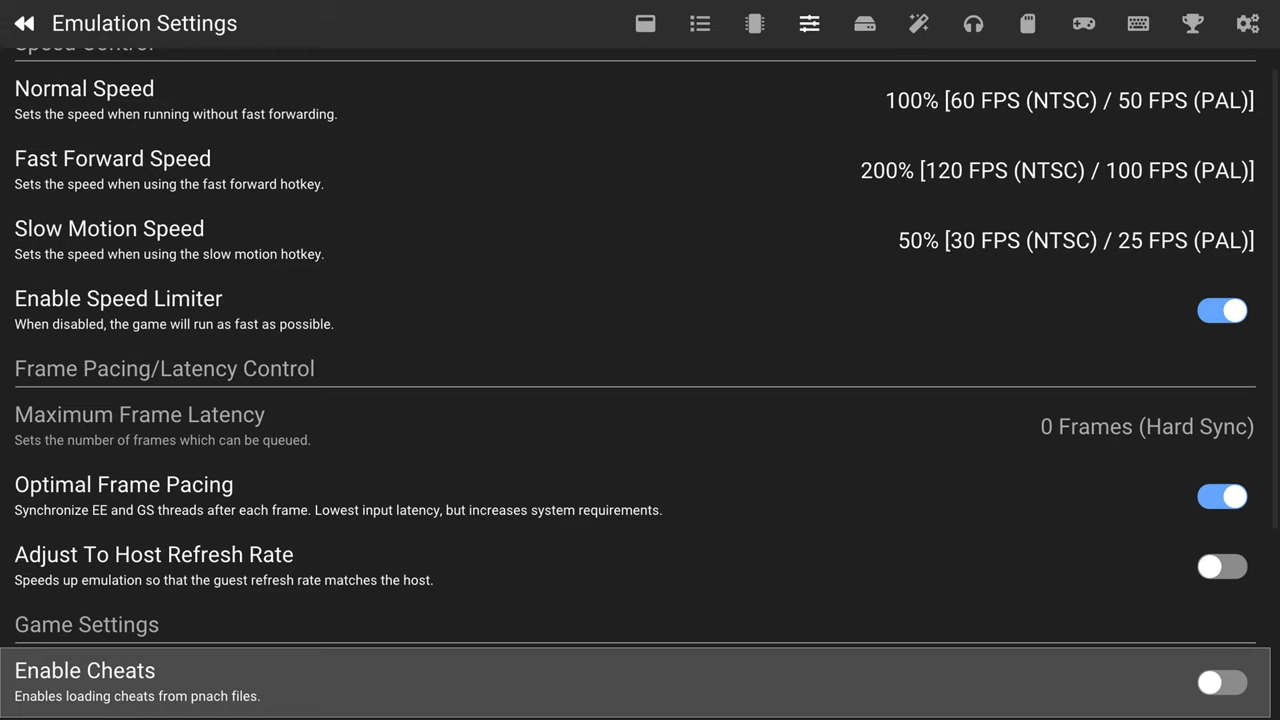 Emulation Settings
Speed Control
Normal Speed
100% [60 FPS (NTSC) / 50 FPS (PAL)]
Sets the speed when running without fast forwarding.
Fast Forward Speed
200% [120 FPS (NTSC) / 100 FPS (PAL)]
Sets the speed when using the fast forward hotkey.
Slow Motion Speed
50% [30 FPS (NTSC) / 25 FPS (PAL)]
Sets the speed when using the slow motion hotkey.
Enable Speed Limiter
When disabled, the game will run as fast as possible.
Frame Pacing/Latency Control
Maximum Frame Latency
0 Frames (Hard Sync)
Sets the number of frames which can be queued.
Optimal Frame Pacing
Synchronize EE and GS threads after each frame. Lowest input latency, but increases system requirements.
Adjust To Host Refresh Rate
Speeds up emulation so that the guest refresh rate matches the host.
Game Settings
Enable Cheats
Enables loading cheats from pnach files.